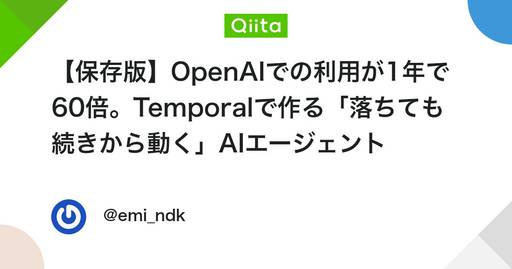 Qiita
【保存版】OpenAIでの利用が1年で
60倍。Temporalで作る「落ちても
続きから動く」AIエージェント
@emi_ndk